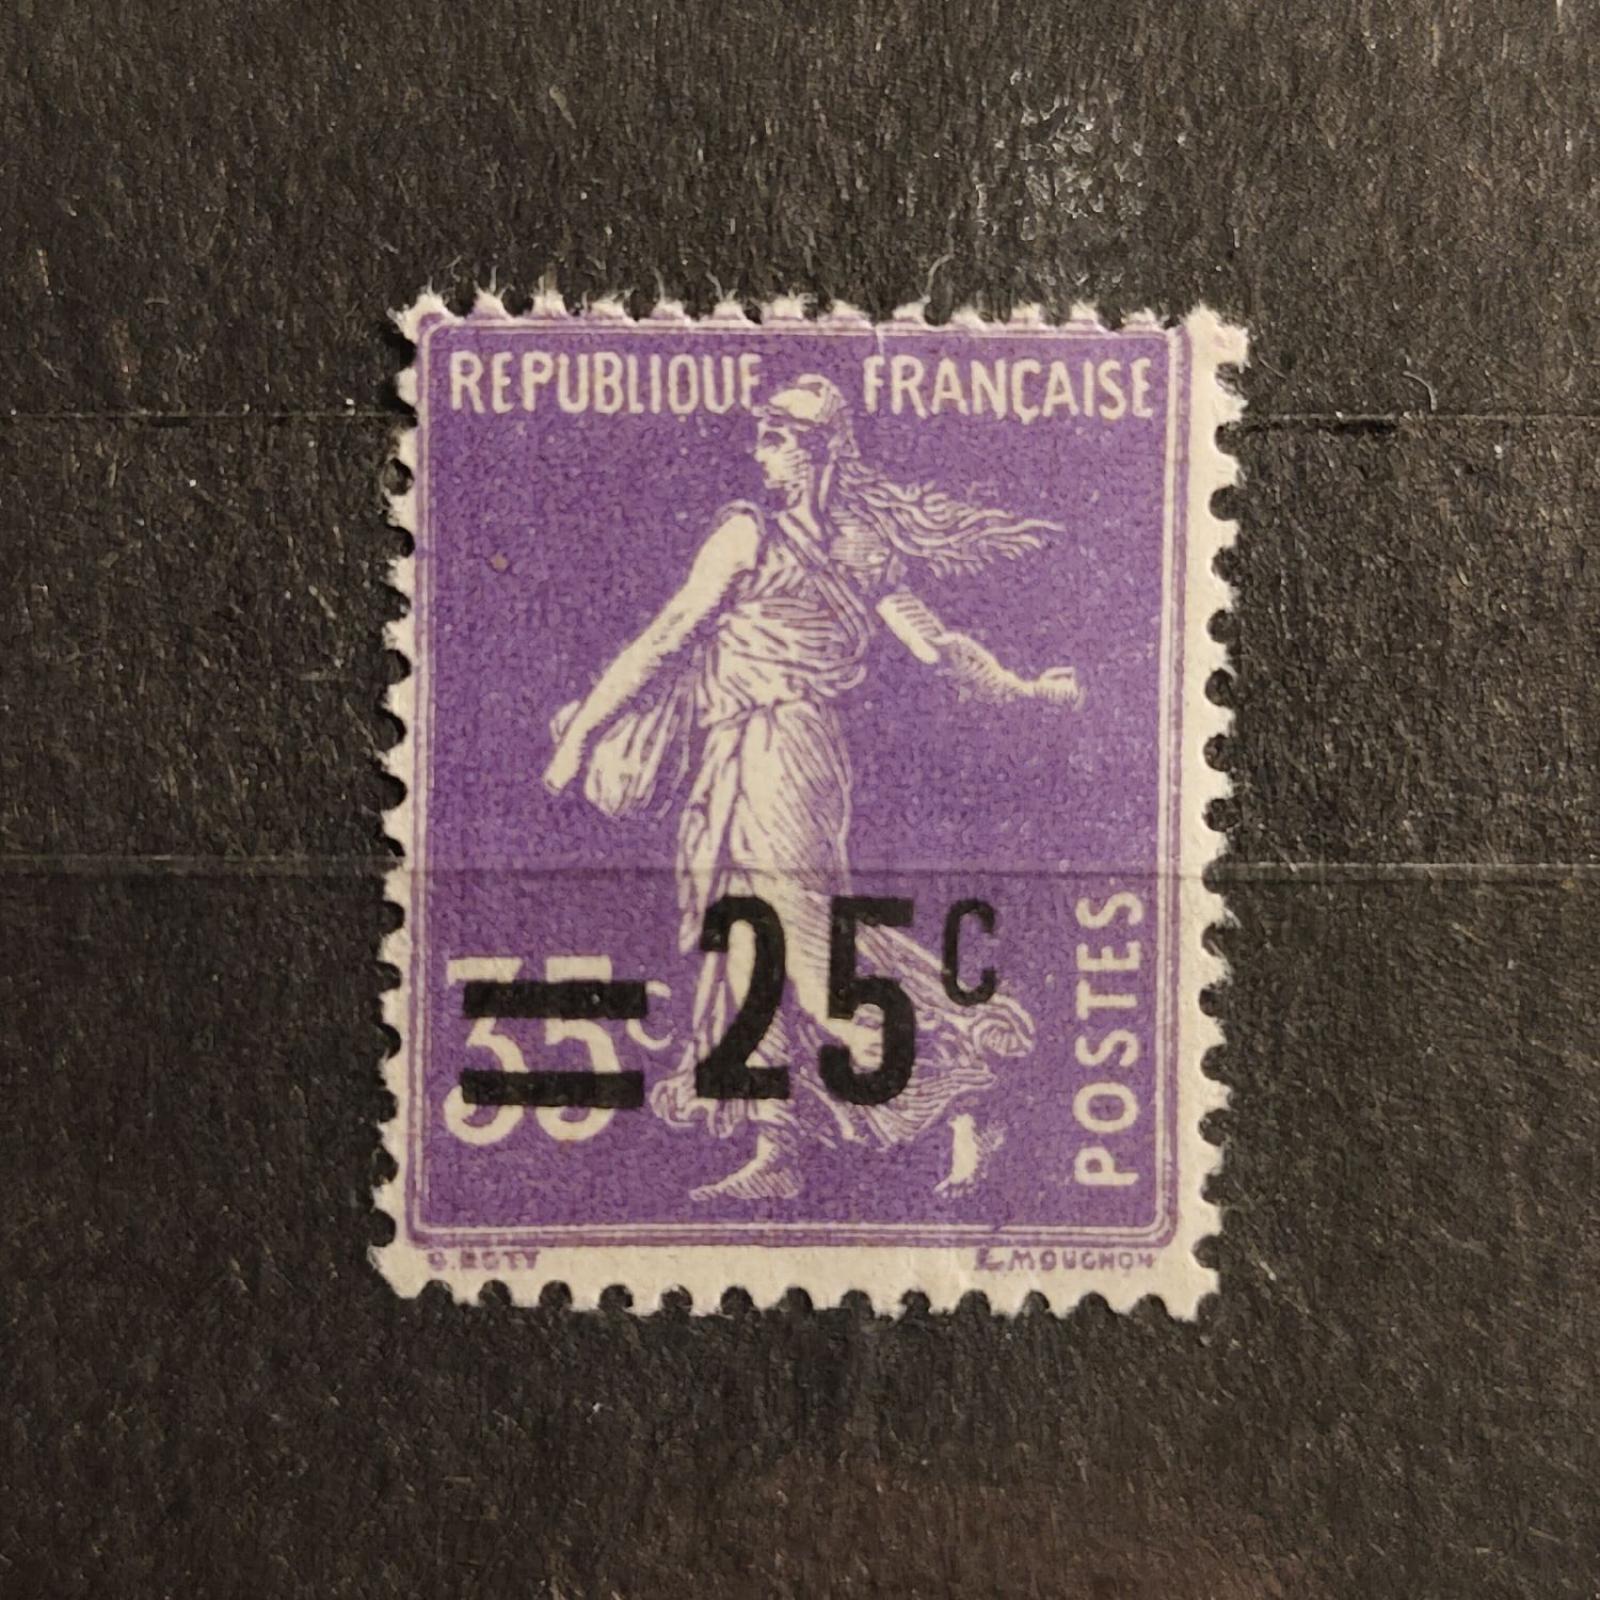 REPUBLIQUE FRANÇAISE
35c 25c
POSTES
O. ROTY E. MOUCHON